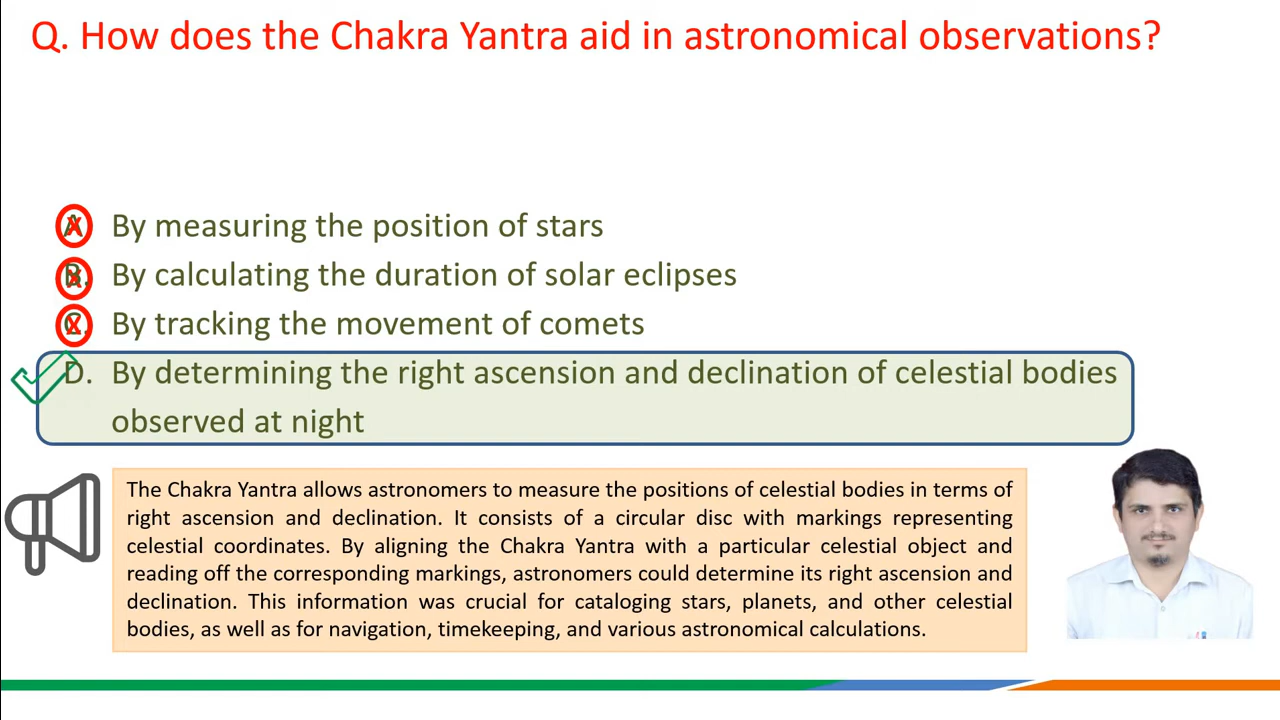 Q. How does the Chakra Yantra aid in astronomical observations?
A. By measuring the position of stars
B. By calculating the duration of solar eclipses
C. By tracking the movement of comets
D. By determining the right ascension and declination of celestial bodies
observed at night
The Chakra Yantra allows astronomers to measure the positions of celestial bodies in terms of
right ascension and declination. It consists of a circular disc with markings representing
celestial coordinates. By aligning the Chakra Yantra with a particular celestial object and
reading off the corresponding markings, astronomers could determine its right ascension and
declination. This information was crucial for cataloging stars, planets, and other celestial
bodies, as well as for navigation, timekeeping, and various astronomical calculations.